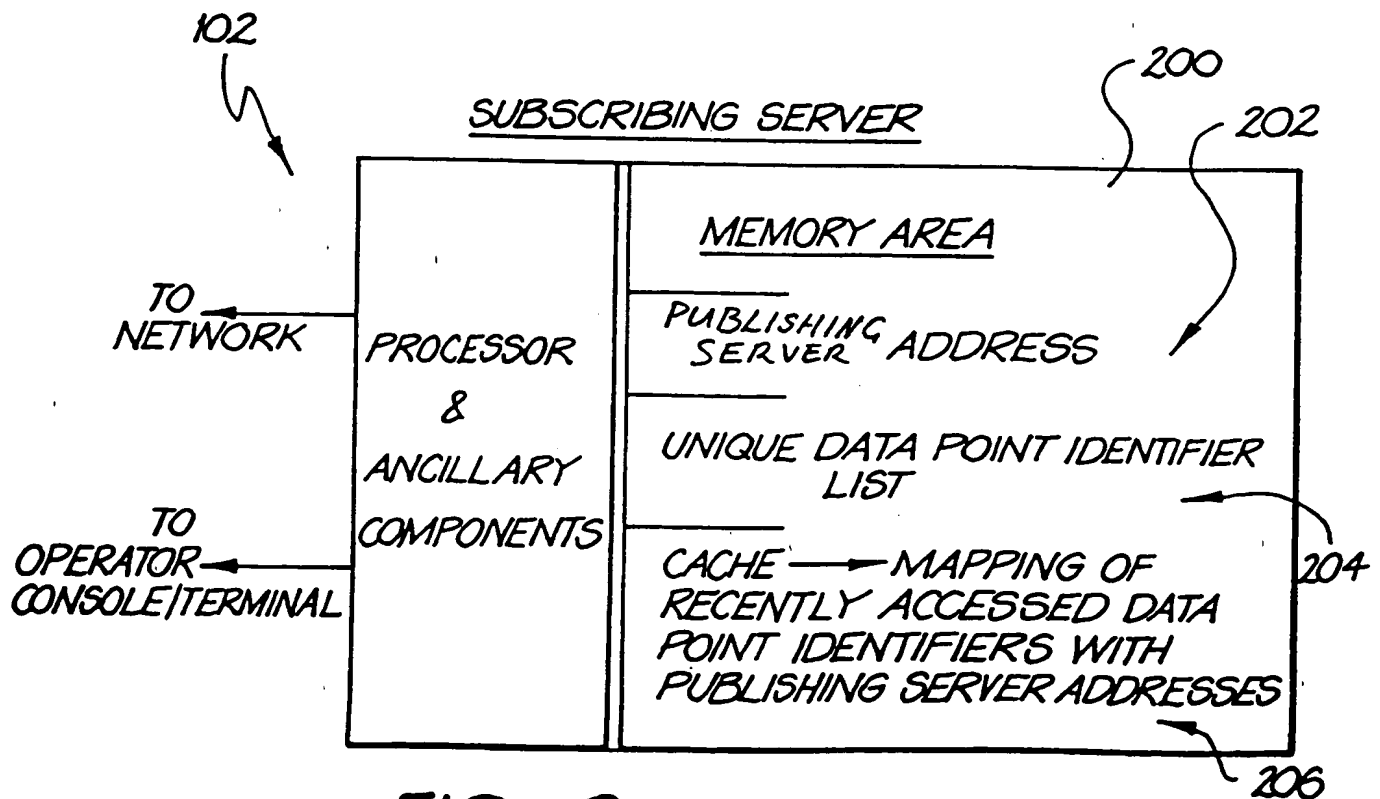 102
200
SUBSCRIBING SERVER
202
MEMORY AREA
TO
NETWORK
PUBLISHING
SERVER ADDRESS
PROCESSOR
&
ANCILLARY
COMPONENTS
UNIQUE DATA POINT IDENTIFIER
LIST
204
TO
OPERATOR
CONSOLE/TERMINAL
CACHE → MAPPING OF
RECENTLY ACCESSED DATA
POINT IDENTIFIERS WITH
PUBLISHING SERVER ADDRESSES
206